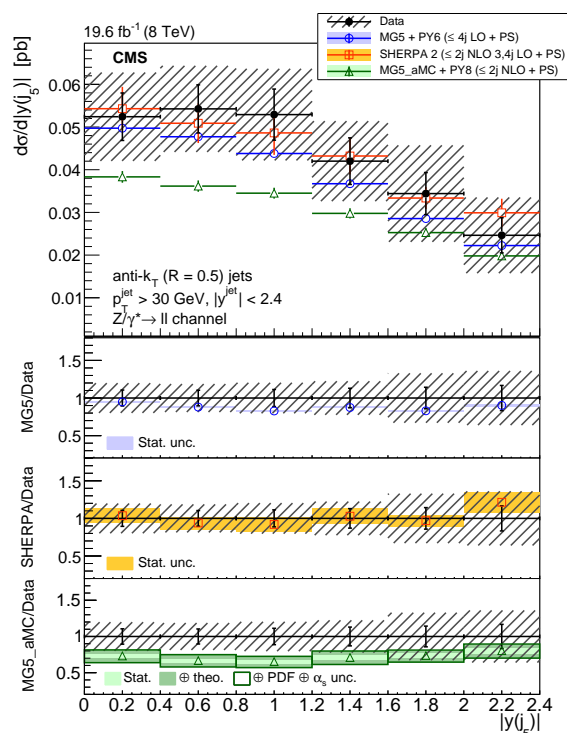 19.6 fb⁻¹ (8 TeV)
CMS
Data
MG5 + PY6 (≤ 4j LO + PS)
SHERPA 2 (≤ 2j NLO 3,4j LO + PS)
MG5_aMC + PY8 (≤ 2j NLO + PS)
dσ/d|y(j₅)| [pb]
0.06
0.05
0.04
0.03
0.02
0.01
anti-k_T (R = 0.5) jets
p_T^jet > 30 GeV, |y^jet| < 2.4
Z/γ*→ ll channel
MG5/Data
1.5
1
0.5
Stat. unc.
SHERPA/Data
1.5
1
0.5
Stat. unc.
MG5_aMC/Data
1.5
1
0.5
Stat. ⊕ theo. ⊕ PDF ⊕ α_s unc.
0 0.2 0.4 0.6 0.8 1 1.2 1.4 1.6 1.8 2 2.2 2.4
|y(j₅)|